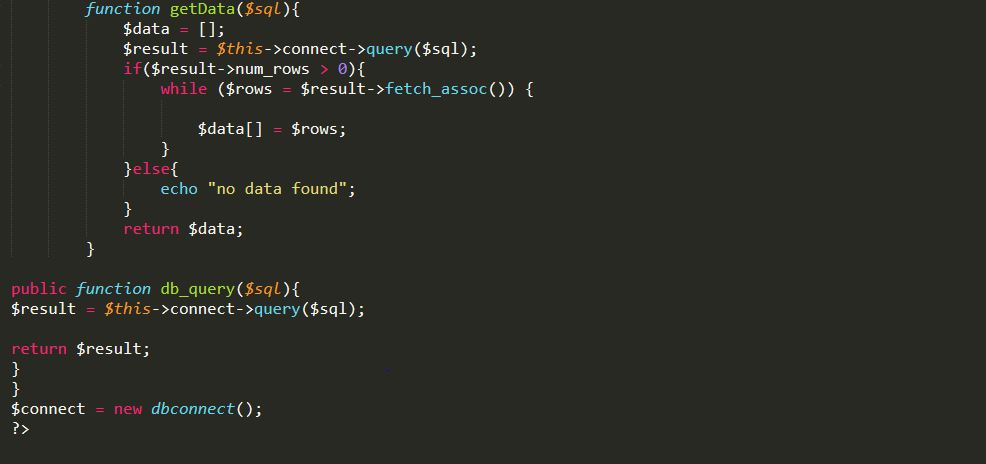 function getData($sql){
$data = [];
$result = $this->connect->query($sql);
if($result->num_rows > 0){
while ($rows = $result->fetch_assoc()) {
$data[] = $rows;
}
}else{
echo "no data found";
}
return $data;
}
public function db_query($sql){
$result = $this->connect->query($sql);
return $result;
}
}
$connect = new dbconnect();
?>